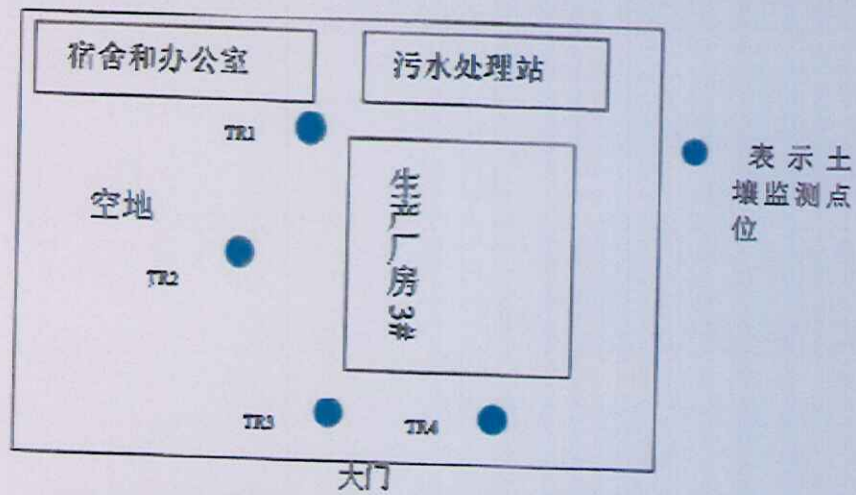 宿舍和办公室
污水处理站
TR1
表示土
壤监测点
位
空地
生产厂房3#
TR2
TR3
TR4
大门